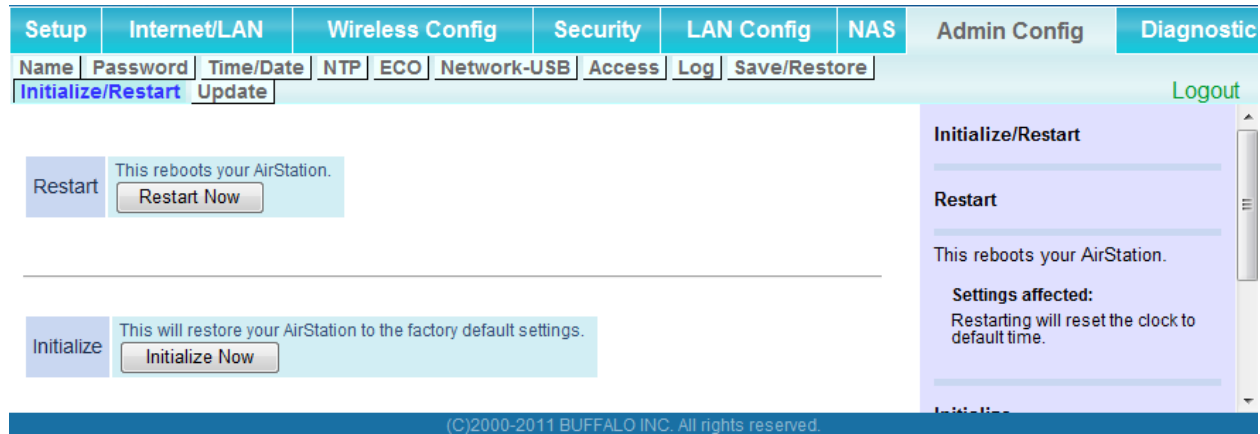 Setup Internet/LAN Wireless Config Security LAN Config NAS Admin Config Diagnostic
Name Password Time/Date NTP ECO Network-USB Access Log Save/Restore
Initialize/Restart Update
Logout
Restart
This reboots your AirStation.
Restart Now
Initialize
This will restore your AirStation to the factory default settings.
Initialize Now
Initialize/Restart
Restart
This reboots your AirStation.
Settings affected:
Restarting will reset the clock to
default time.
Initialize
(C)2000-2011 BUFFALO INC. All rights reserved.